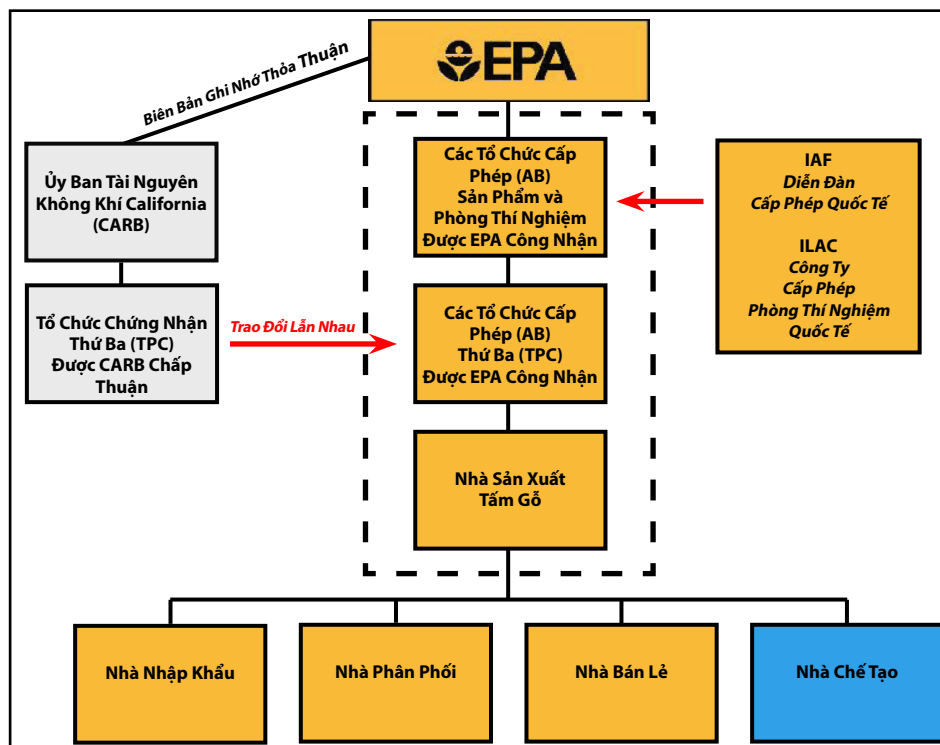 EPA
Biên Bản Ghi Nhớ Thỏa Thuận
Ủy Ban Tài Nguyên
Không Khí California
(CARB)
Các Tổ Chức Cấp
Phép (AB)
Sản Phẩm và
Phòng Thí Nghiệm
Được EPA Công Nhận
IAF
Diễn Đàn
Cấp Phép Quốc Tế
ILAC
Công Ty
Cấp Phép
Phòng Thí Nghiệm
Quốc Tế
Tổ Chức Chứng Nhận
Thứ Ba (TPC)
Được CARB Chấp
Thuận
Trao Đổi Lẫn Nhau
Các Tổ Chức Cấp
Phép (AB)
Thứ Ba (TPC)
Được EPA Công Nhận
Nhà Sản Xuất
Tấm Gỗ
Nhà Nhập Khẩu
Nhà Phân Phối
Nhà Bán Lẻ
Nhà Chế Tạo